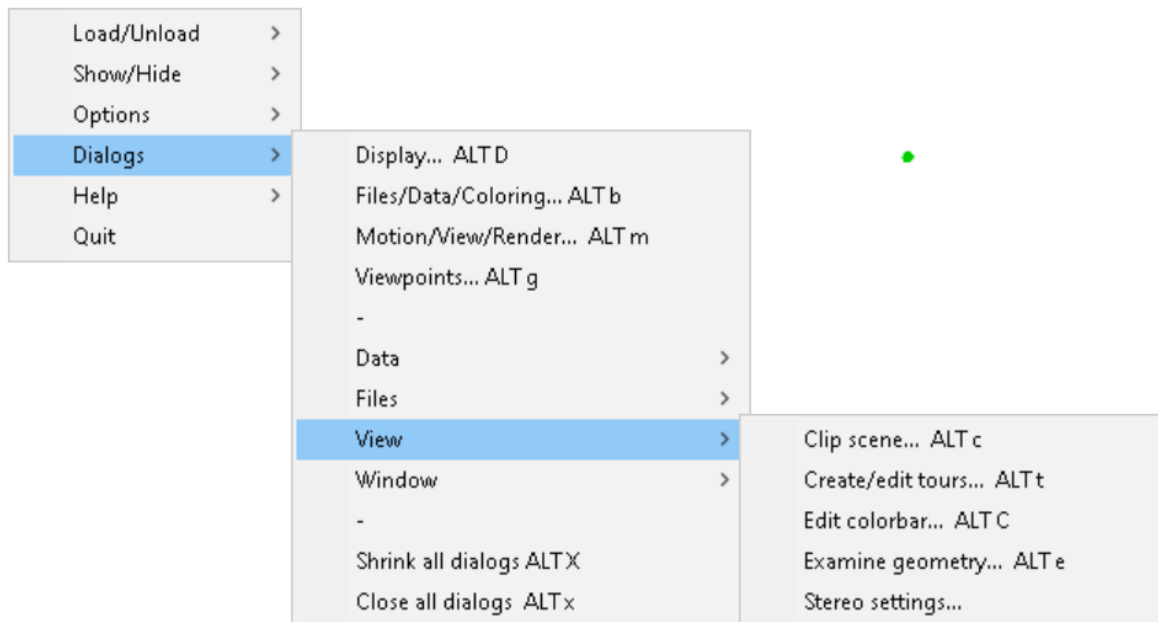 Load/Unload
Show/Hide
Options
Dialogs
Help
Quit
Display... ALT D
Files/Data/Coloring... ALT b
Motion/View/Render... ALT m
Viewpoints... ALT g
-
Data
Files
View
Window
-
Shrink all dialogs ALT X
Close all dialogs ALT x
Clip scene... ALT c
Create/edit tours... ALT t
Edit colorbar... ALT C
Examine geometry... ALT e
Stereo settings...